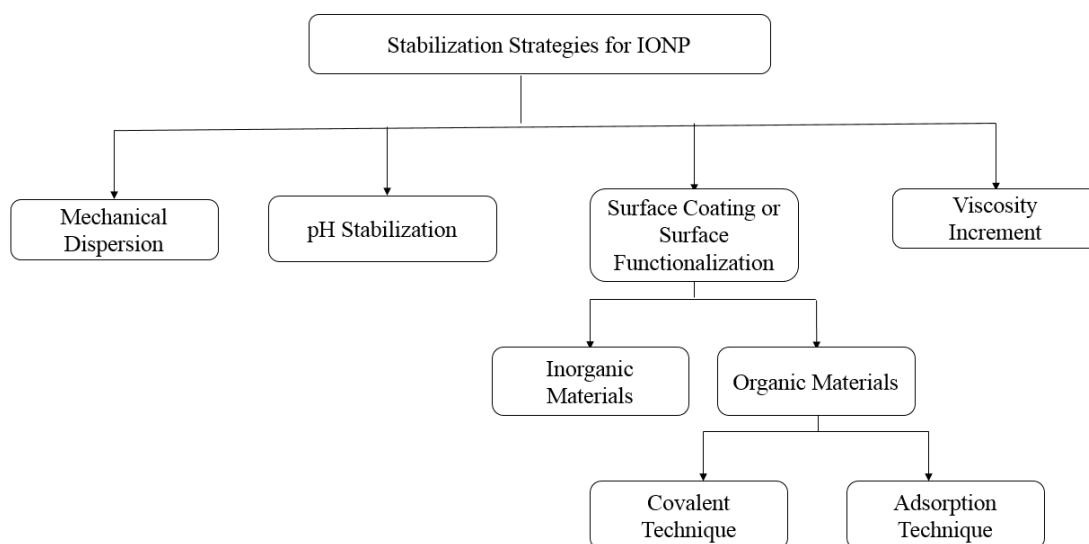 Stabilization Strategies for IONP
Mechanical
Dispersion
pH Stabilization
Surface Coating or
Surface
Functionalization
Viscosity
Increment
Inorganic
Materials
Organic Materials
Covalent
Technique
Adsorption
Technique